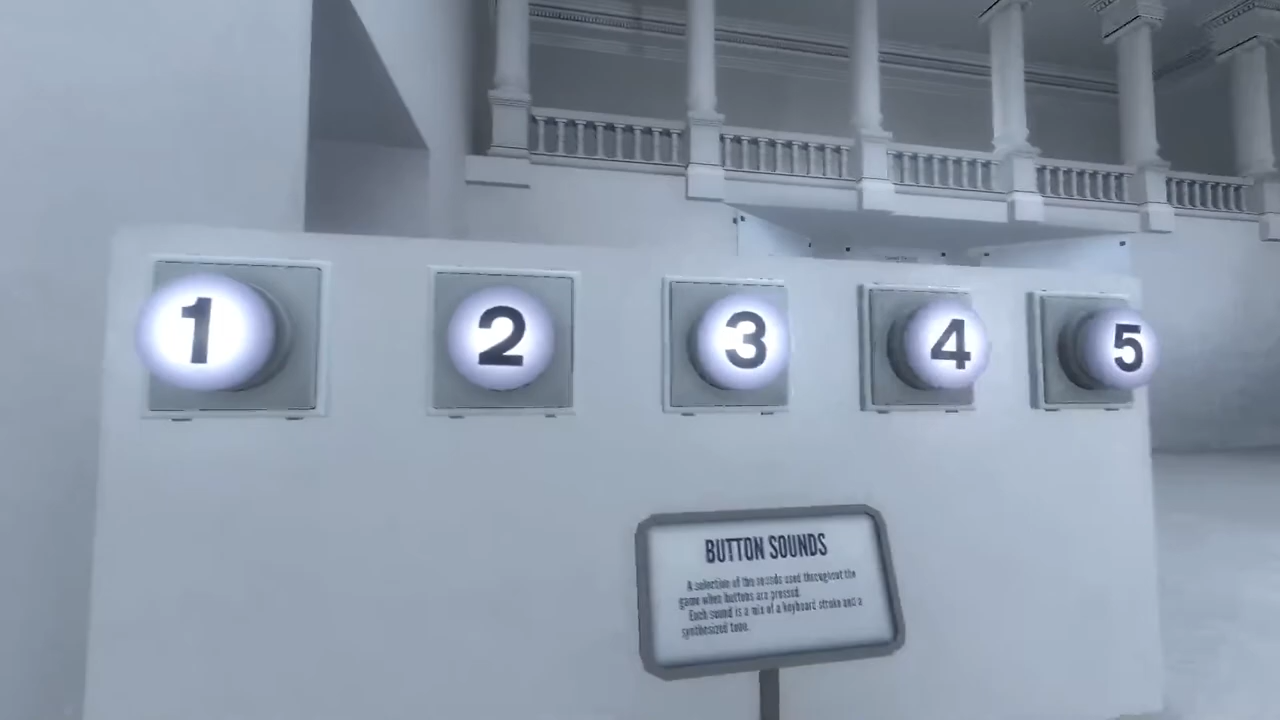 1 2 3 4 5
BUTTON SOUNDS
A selection of the sounds used throughout the
game when buttons are pressed.
Each sound is a mix of a keyboard stroke and a
synthesized tone.